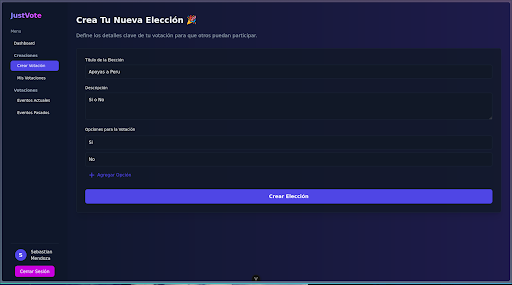 JustVote
Menu
Dashboard
Creaciones
Crear Votación
Mis Votaciones
Votaciones
Eventos Actuales
Eventos Pasados
S
Sebastian
Mendoza
Cerrar Sesión
Crea Tu Nueva Elección 🎉
Define los detalles clave de tu votación para que otros puedan participar.
Título de la Elección
Apoyas a Peru
Descripción
Si o No
Opciones para la Votación
Si
No
+ Agregar Opción
Crear Elección